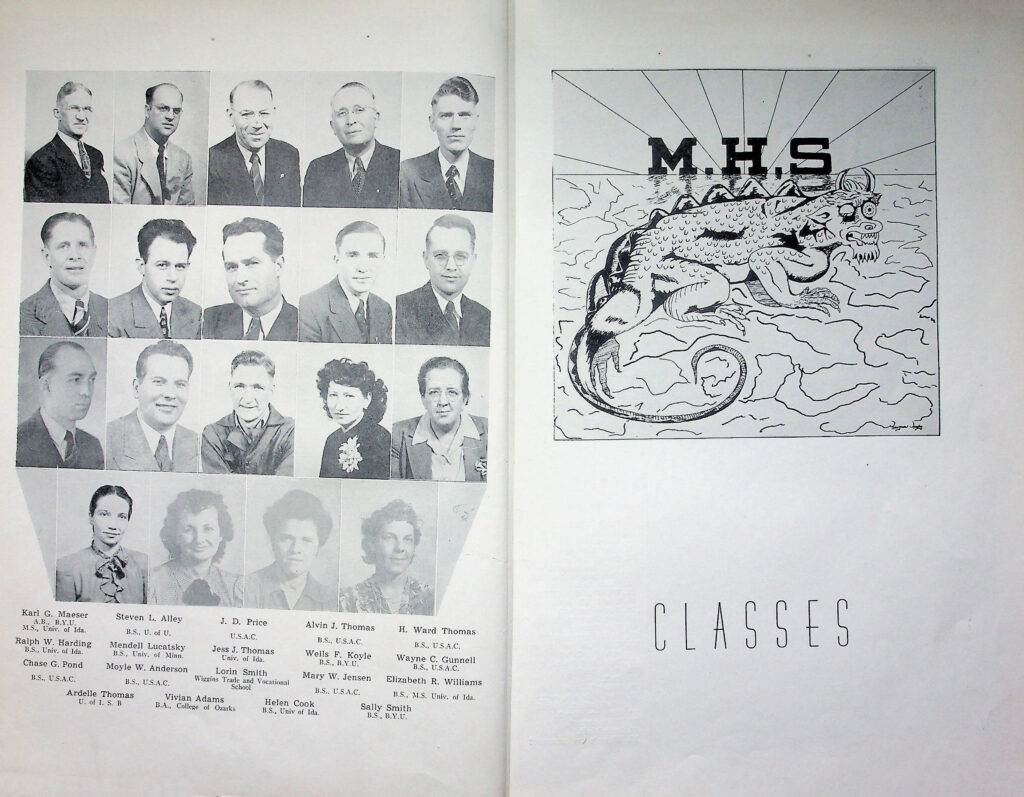 Karl G. Maeser
A.B., B.Y.U.
M.S., Univ. of Ida.
Steven L. Alley
B.S., U. of U.
J. D. Price
U.S.A.C.
Alvin J. Thomas
B.S., U.S.A.C.
H. Ward Thomas
B.S., U.S.A.C.
Ralph W. Harding
B.S., Univ. of Ida.
Mendell Lucatsky
B.S., Univ. of Minn.
Jess J. Thomas
Univ. of Ida.
Wells F. Koyle
B.S., B.Y.U.
Wayne C. Gunnell
B.S., U.S.A.C.
Chase G. Pond
B.S., U.S.A.C.
Moyle W. Anderson
B.S., U.S.A.C.
Lorin Smith
Wiggins Trade and Vocational
School
Mary W. Jensen
B.S., U.S.A.C.
Elizabeth R. Williams
B.S., M.S. Univ. of Ida.
Ardelle Thomas
U. of I. S. B
Vivian Adams
B.A., College of Ozarks
Helen Cook
B.S., Univ of Ida.
Sally Smith
B.S., B.Y.U.
M.H.S
CLASSES